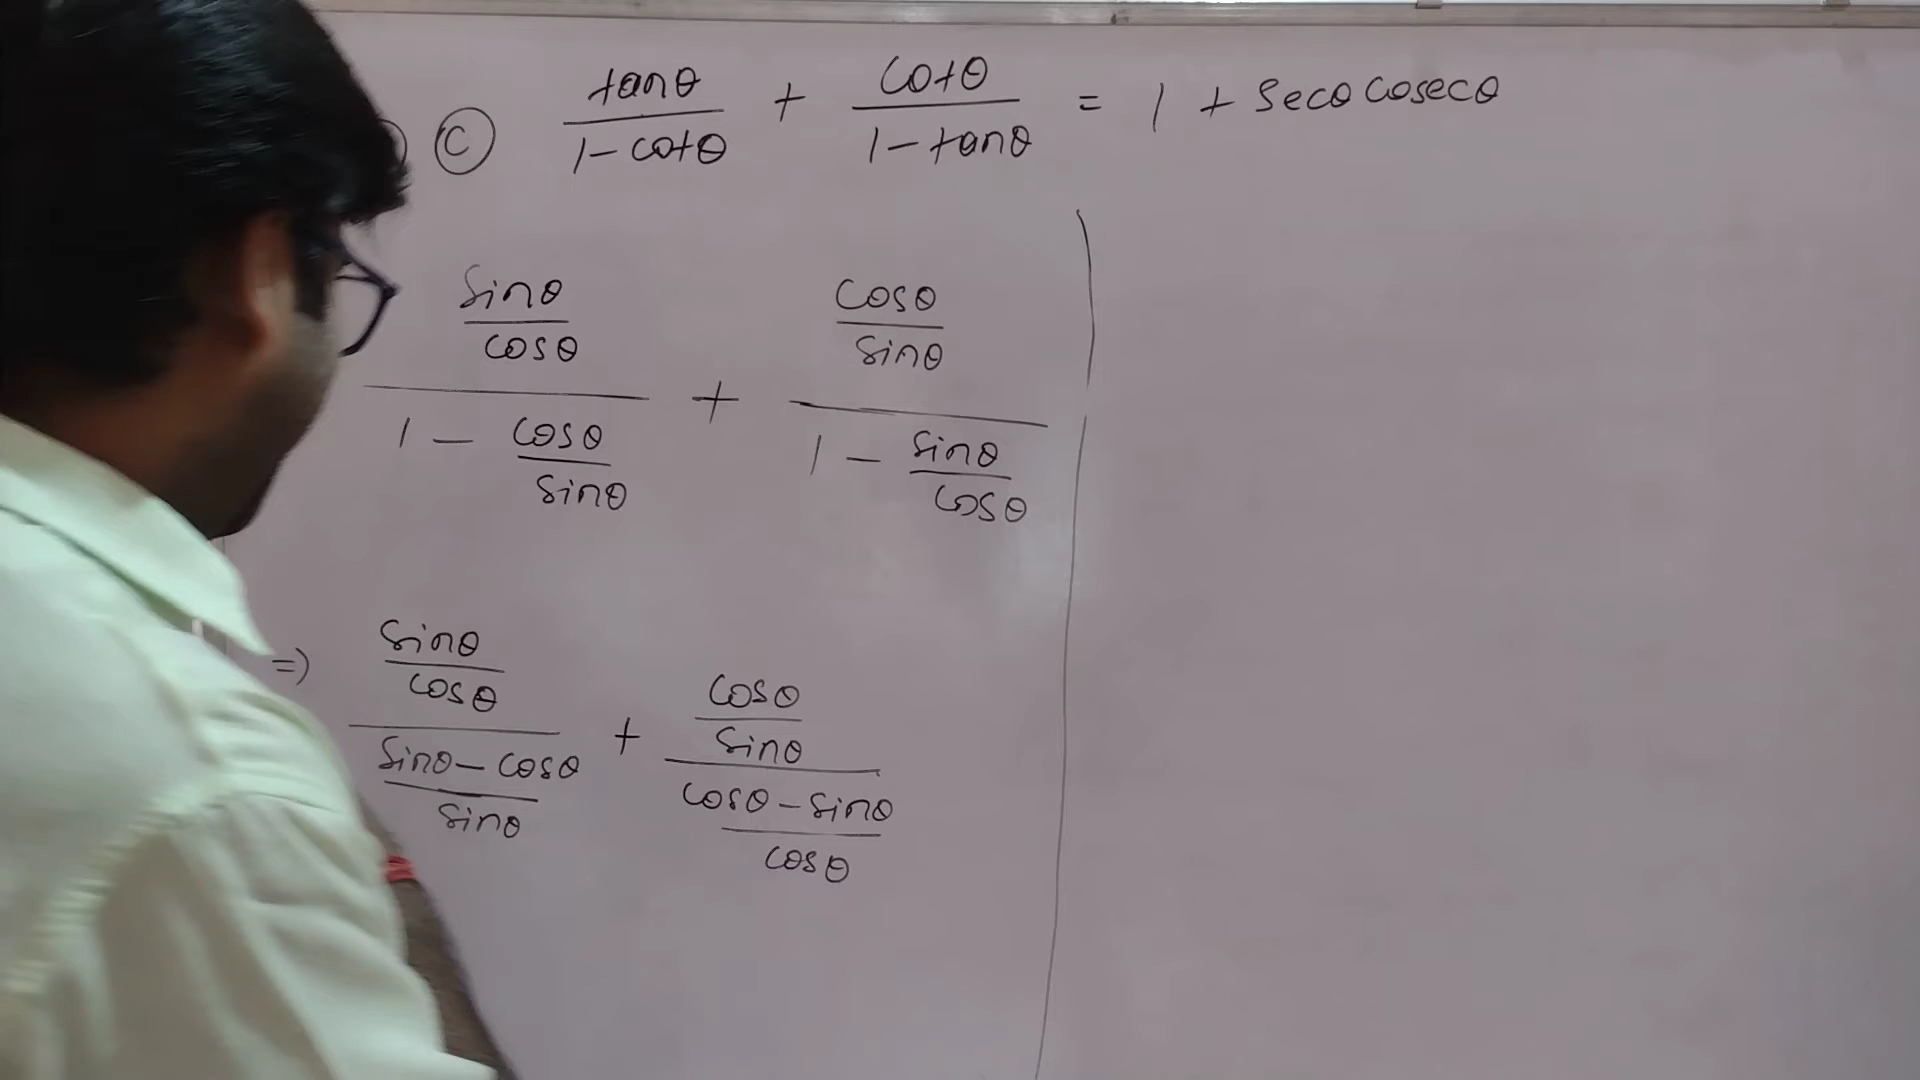 C tanθ/1-cotθ + cotθ/1-tanθ = 1 + secθ cosecθ
sinθ/cosθ / 1 - cosθ/sinθ + cosθ/sinθ / 1 - sinθ/cosθ
=) sinθ/cosθ / sinθ-cosθ/sinθ + cosθ/sinθ / cosθ-sinθ/cosθ